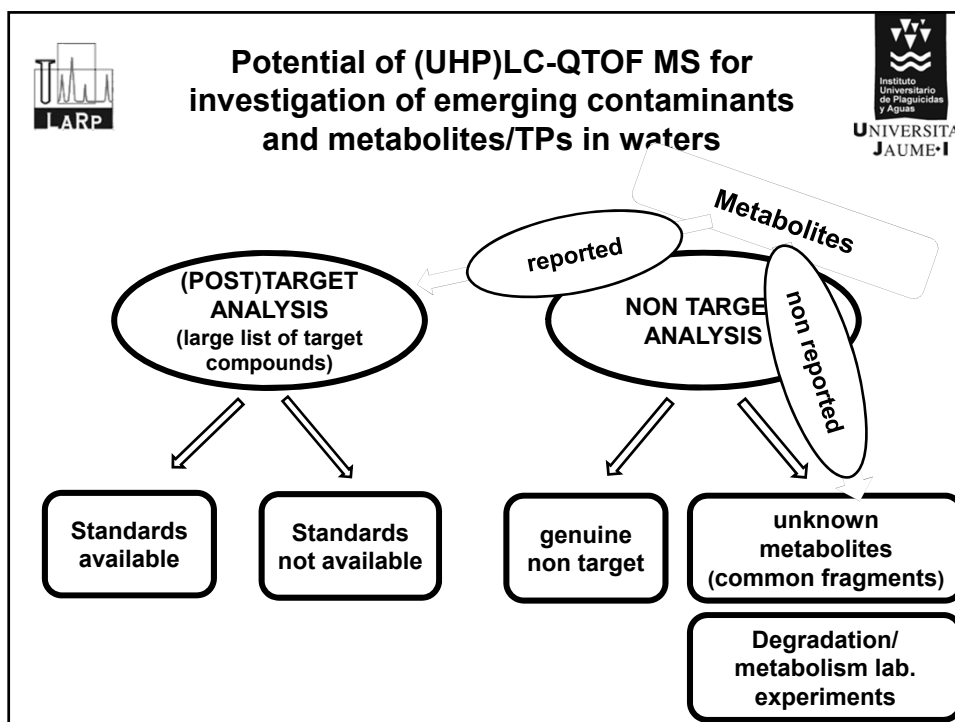 Potential of (UHP)LC-QTOF MS for
investigation of emerging contaminants
and metabolites/TPs in waters
LARP
Instituto
Universitario
de Plaguicidas
y Aguas
UNIVERSITA
JAUME·I
Metabolites
reported
non reported
(POST)TARGET
ANALYSIS
(large list of target
compounds)
NON TARGE
ANALYSIS
Standards
available
Standards
not available
genuine
non target
unknown
metabolites
(common fragments)
Degradation/
metabolism lab.
experiments